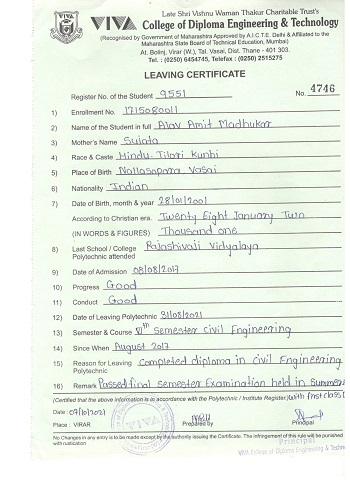 Late Shri Vishnu Waman Thakur Charitable Trust's
VIVA College of Diploma Engineering & Technology
(Recognised by Government of Maharashtra Approved by A.I.C.T.E. Delhi & Affiliated to the
Maharashtra State Board of Technical Education, Mumbai)
At. Bolinj, Virar (W.), Tal. Vasai, Dist. Thane - 401 303.
Tel. : (0250) 6454745, Telefax : (0250) 2515275
LEAVING CERTIFICATE
Register No. of the Student 9551 No. 4746
1) Enrollment No. 1715080011
2) Name of the Student in full Alav Amit Madhukar
3) Mother's Name Sujata
4) Race & Caste Hindu-Tilori Kunbi
5) Place of Birth Nallasopara Vasai
6) Nationality Indian
7) Date of Birth, month & year 28/01/2001
According to Christian era. Twenty Eight January Two
(IN WORDS & FIGURES) Thousand one
8) Last School / College Rajashivaji Vidyalaya
Polytechnic attended
9) Date of Admission 08/08/2017
10) Progress Good
11) Conduct Good
12) Date of Leaving Polytechnic 31/08/2021
13) Semester & Course VIth Semester Civil Engineering
14) Since When August 2017
15) Reason for Leaving Completed diploma in civil Engineering
Polytechnic
16) Remark Passed final semester Examination held in summer
(Certified that the above information is in accordance with the Polytechnic / Institute Register) with first class
Date : 09/10/2021
Place : VIRAR Prepared by Principal
No Changes in any entry is to be made except by the authority issuing the Certificate. The infringement of this rule will be punished
with rustication
Principal
VIVA College of Diploma Engineering & Techn